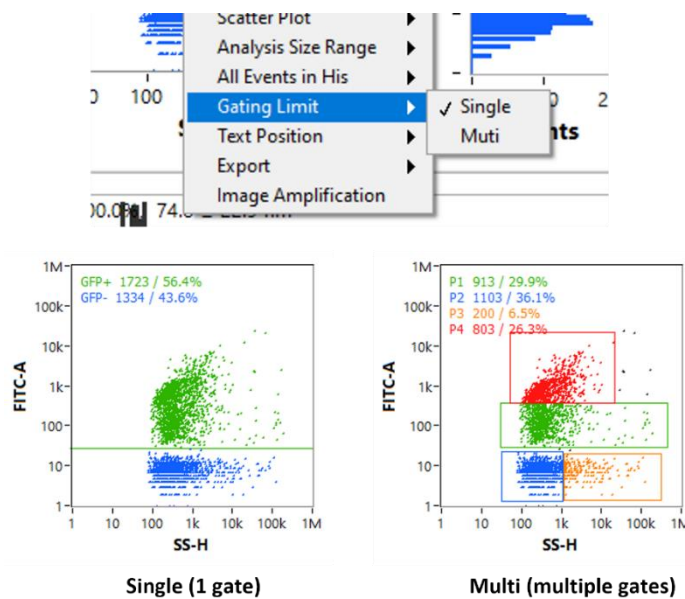 Scatter Plot
Analysis Size Range
All Events in His
Gating Limit
Single
Muti
Text Position
Export
Image Amplification
0 100
0 2
nts
00.0%
1M
100k
10k
1k
100
10
1
FITC-A
GFP+ 1723 / 56.4%
GFP- 1334 / 43.6%
1 10 100 1k 10k 100k 1M
SS-H
Single (1 gate)
1M
100k
10k
1k
100
10
1
FITC-A
P1 913 / 29.9%
P2 1103 / 36.1%
P3 200 / 6.5%
P4 803 / 26.3%
1 10 100 1k 10k 100k 1M
SS-H
Multi (multiple gates)